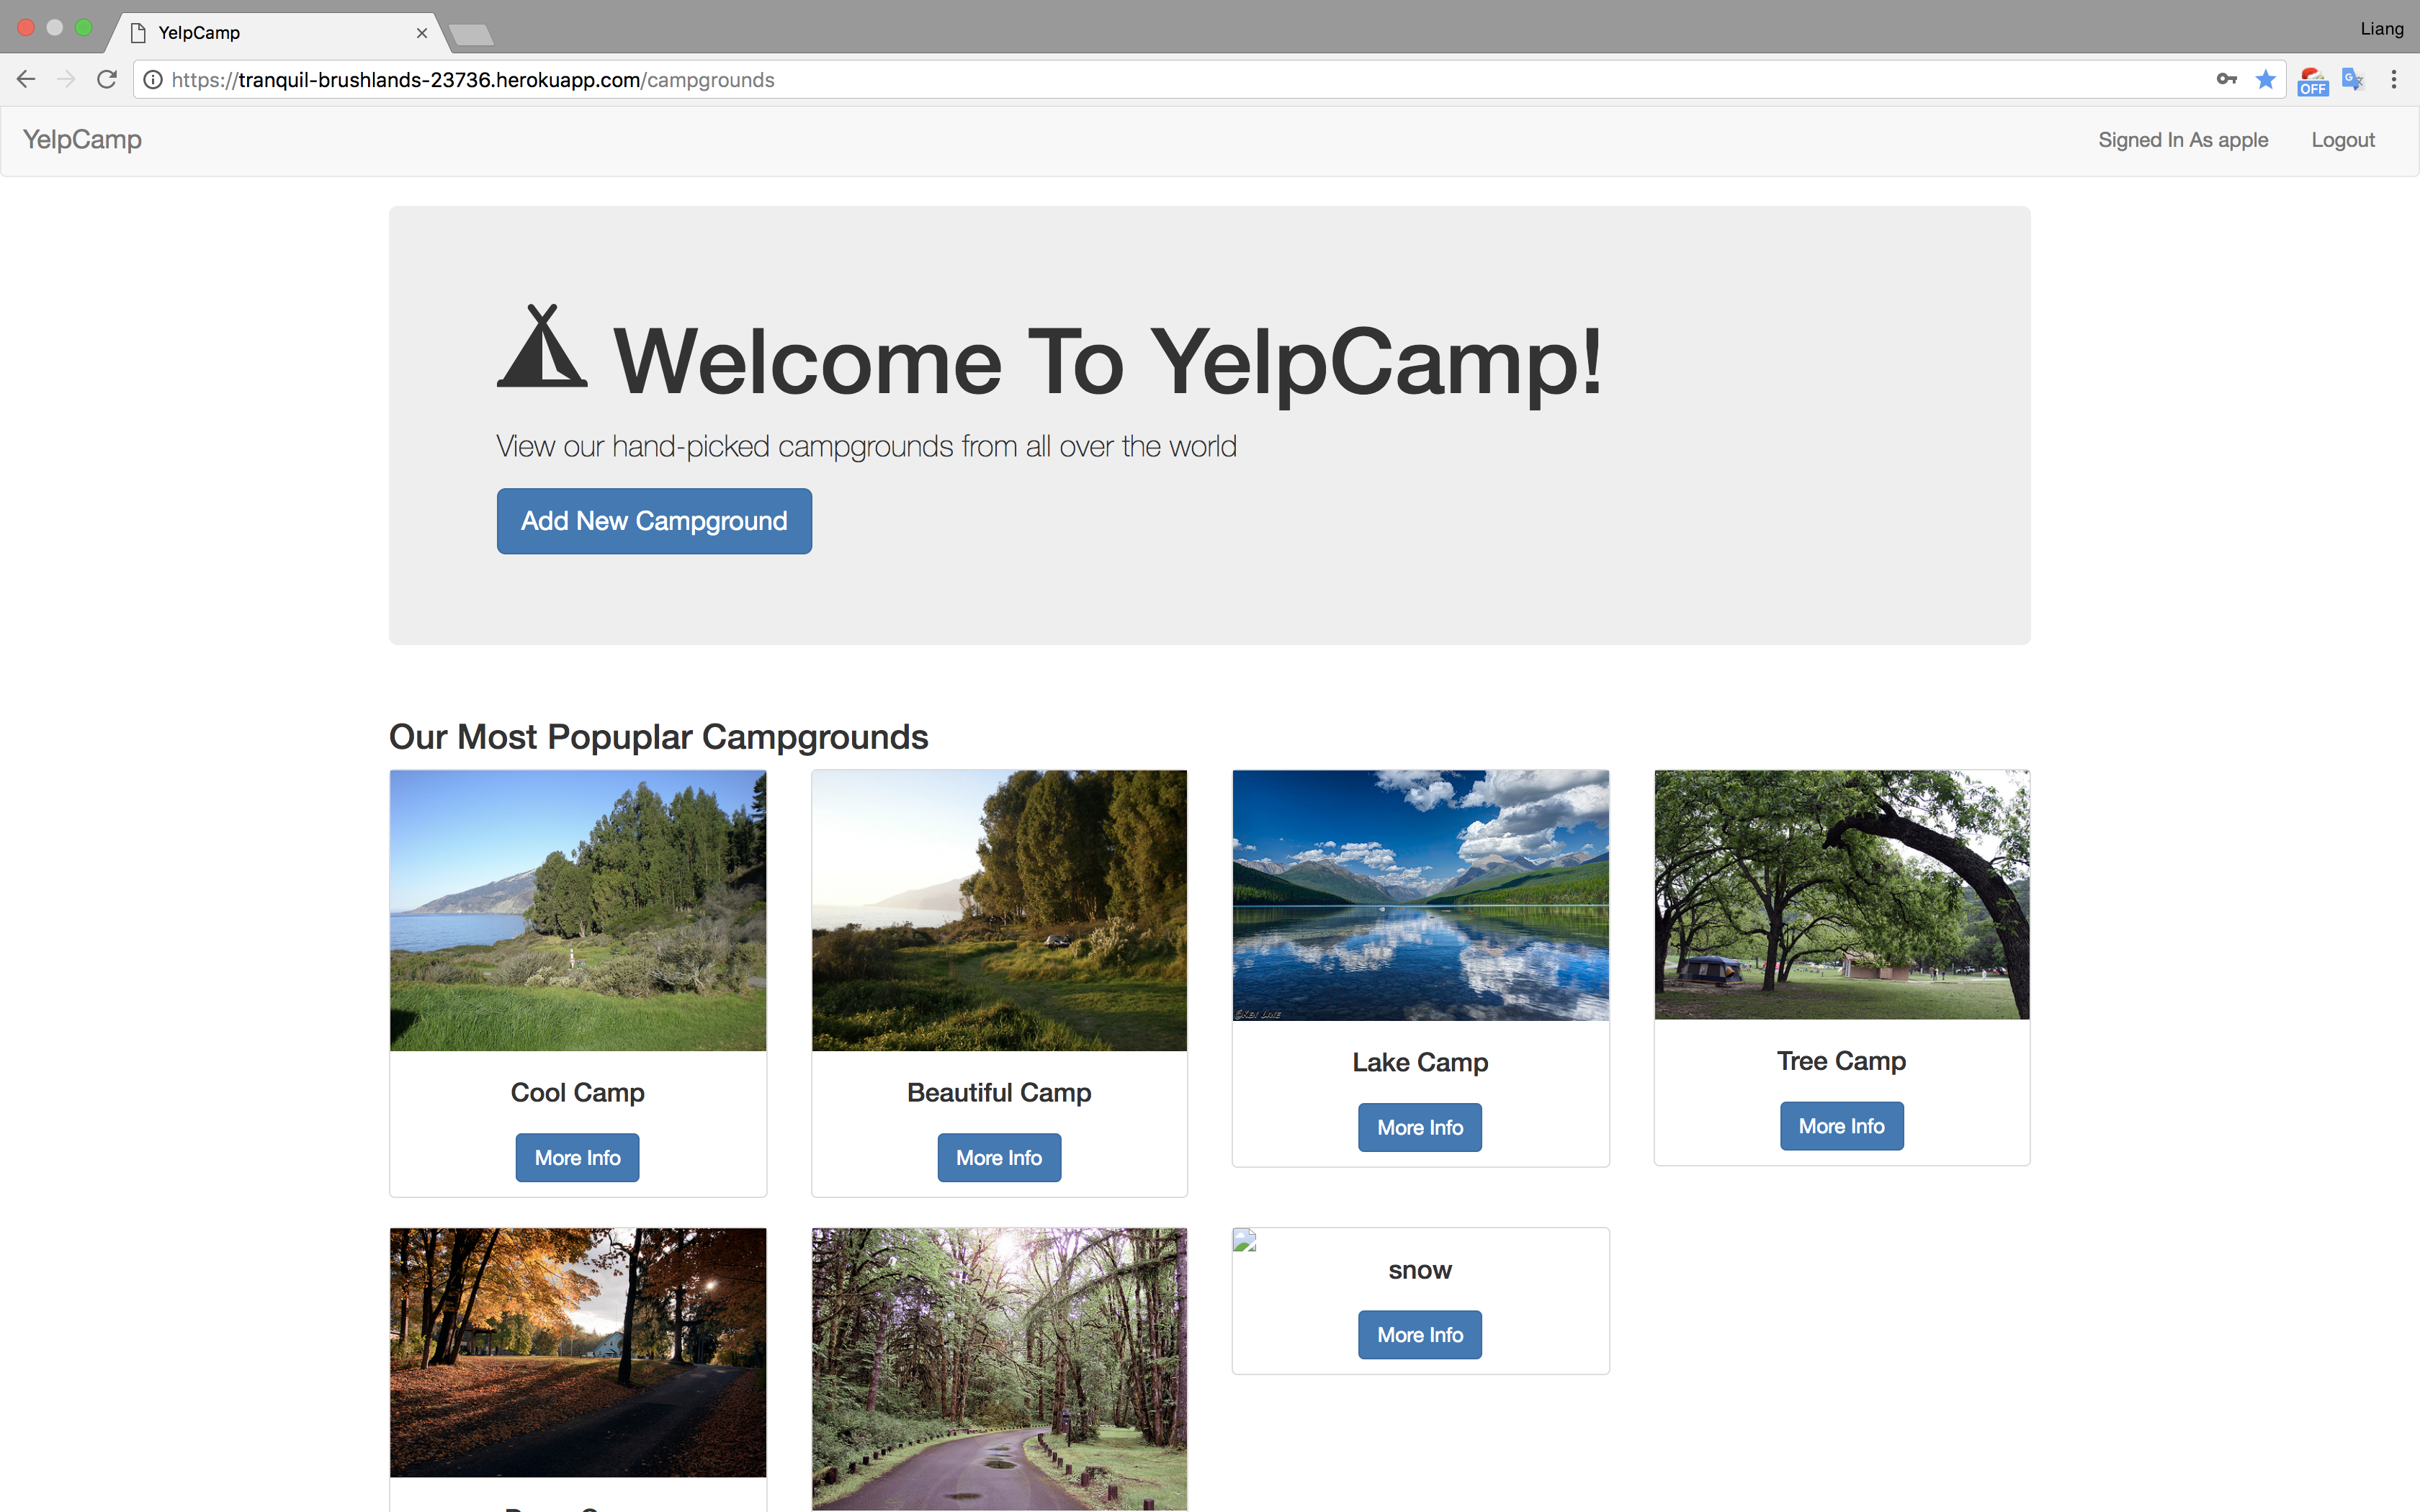 YelpCamp
Liang
https://tranquil-brushlands-23736.herokuapp.com/campgrounds
OFF
YelpCamp
Signed In As apple
Logout
Welcome To YelpCamp!
View our hand-picked campgrounds from all over the world
Add New Campground
Our Most Popuplar Campgrounds
Cool Camp
More Info
Beautiful Camp
More Info
Lake Camp
More Info
Tree Camp
More Info
snow
More Info